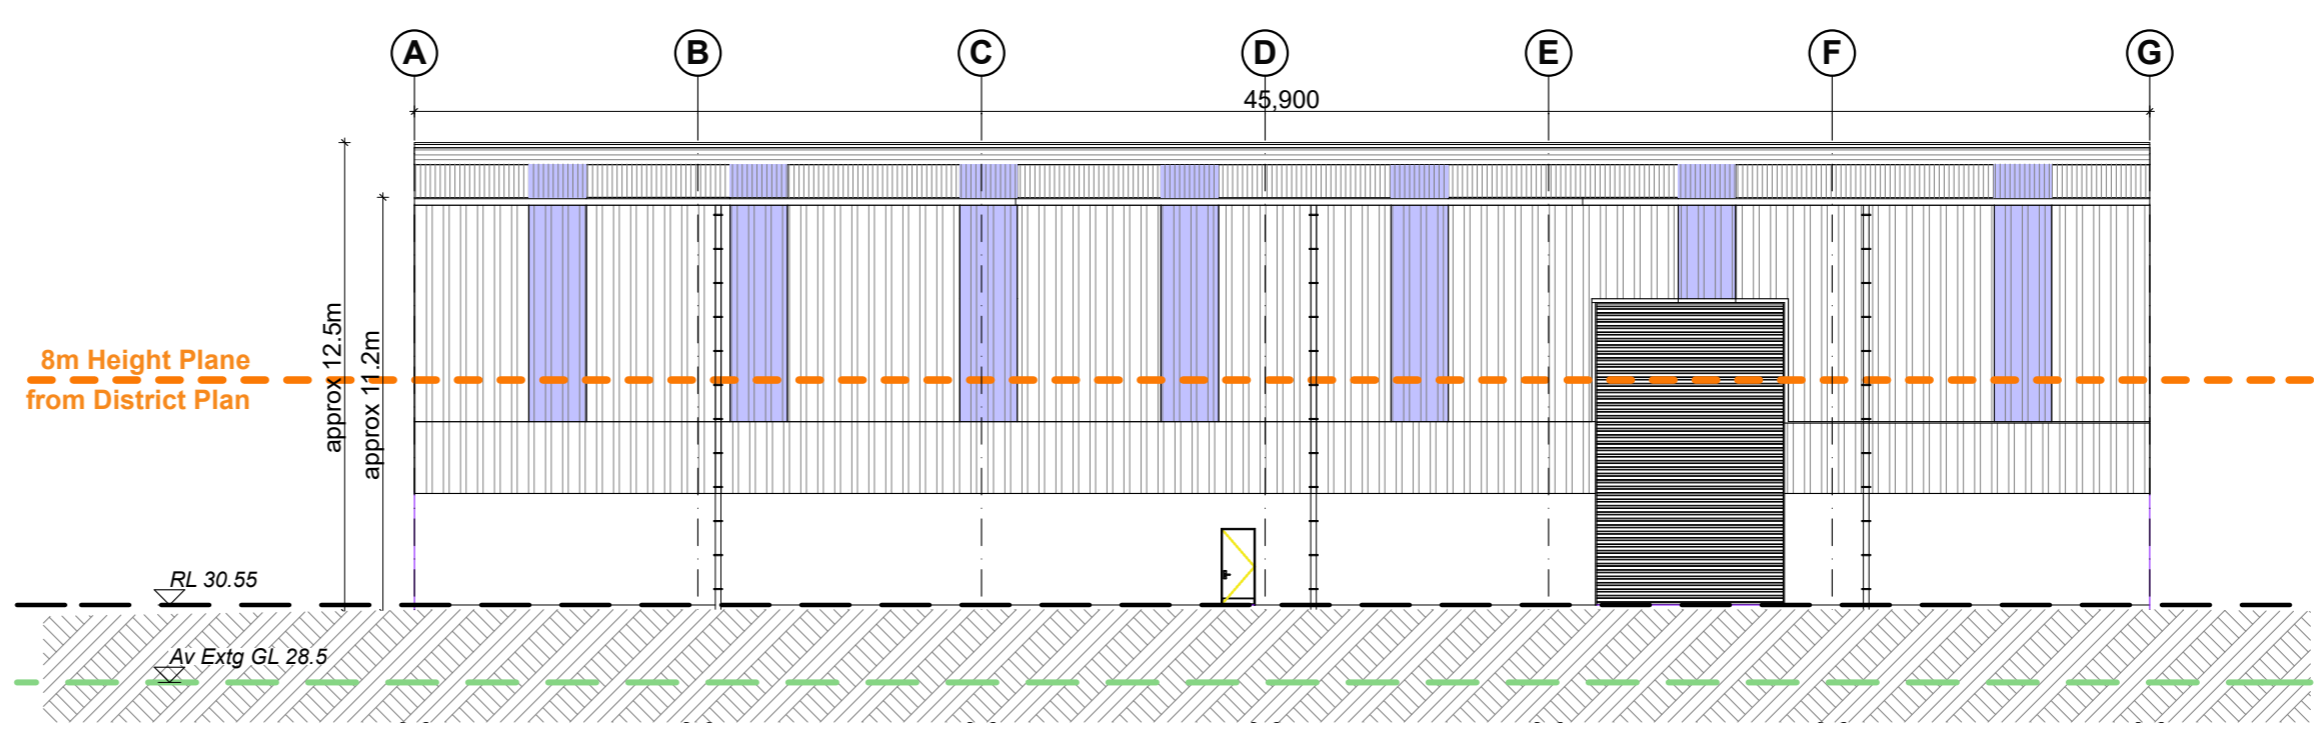 A B C D E F G
45,900
approx 12.5m
approx 11.2m
8m Height Plane
from District Plan
RL 30.55
Av Extg GL 28.5